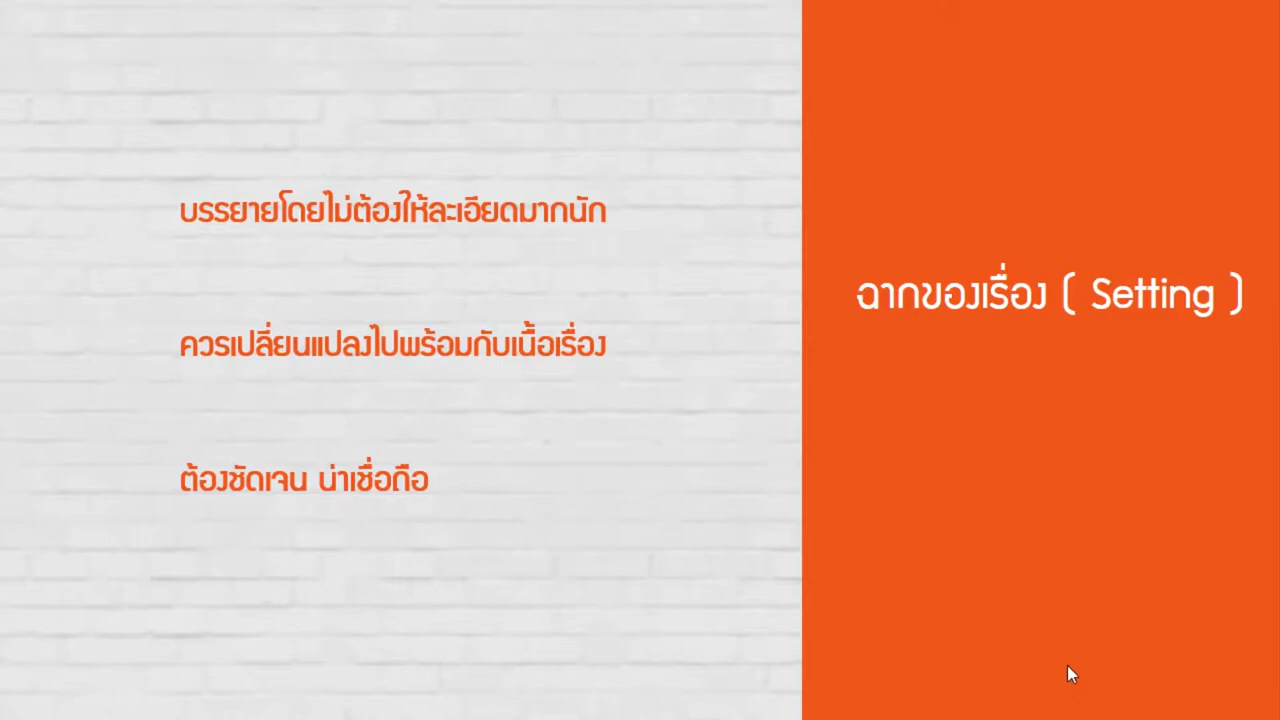 บรรยายโดยไม่ต้องให้ละเอียดมากนัก
ควรเปลี่ยนแปลงไปพร้อมกับเนื้อเรื่อง
ต้องชัดเจน น่าเชื่อถือ
ฉากของเรื่อง ( Setting )